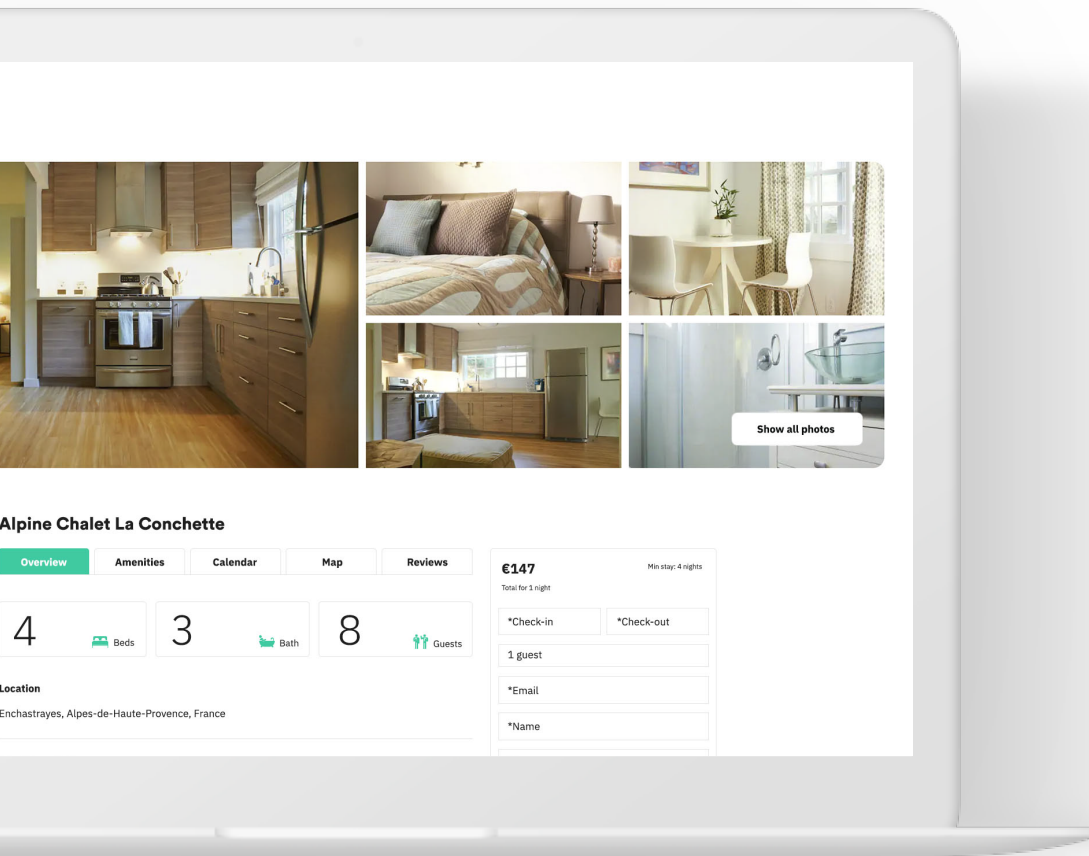 Show all photos
Alpine Chalet La Conchette
Overview
Amenities
Calendar
Map
Reviews
4 Beds
3 Bath
8 Guests
Location
Enchastrayes, Alpes-de-Haute-Provence, France
€147
Min stay: 4 nights
Total for 1 night
*Check-in
*Check-out
1 guest
*Email
*Name